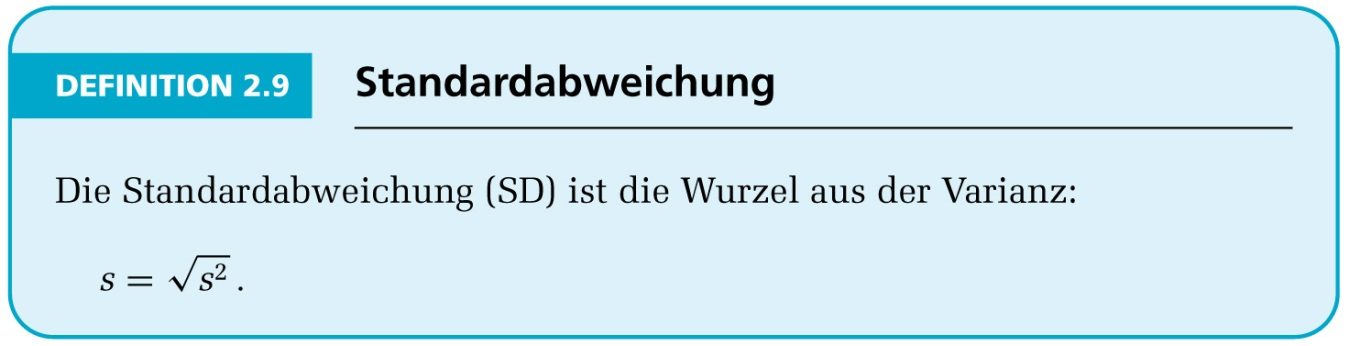 DEFINITION 2.9 Standardabweichung
Die Standardabweichung (SD) ist die Wurzel aus der Varianz:
s = √s².